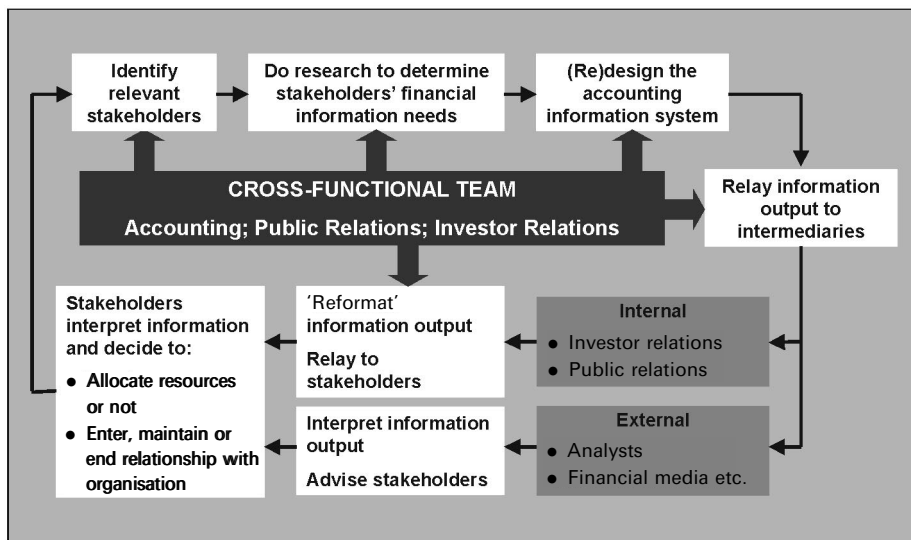 Identify
relevant
stakeholders
Do research to determine
stakeholders' financial
information needs
(Re)design the
accounting
information system
CROSS-FUNCTIONAL TEAM
Accounting; Public Relations; Investor Relations
Relay information
output to
intermediaries
Stakeholders
interpret information
and decide to:
● Allocate resources
or not
● Enter, maintain or
end relationship with
organisation
'Reformat'
information output
Relay to
stakeholders
Internal
● Investor relations
● Public relations
Interpret information
output
Advise stakeholders
External
● Analysts
● Financial media etc.